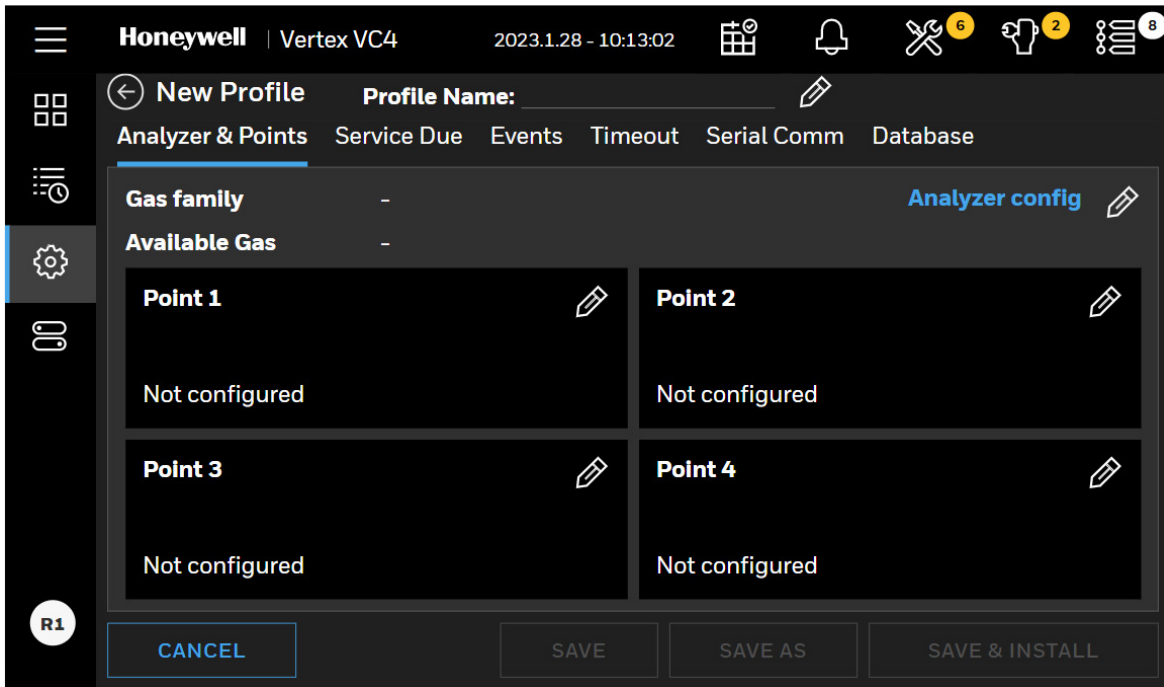 Honeywell | Vertex VC4 2023.1.28 - 10:13:02 6 2 8
New Profile Profile Name:
Analyzer & Points Service Due Events Timeout Serial Comm Database
Gas family - Analyzer config
Available Gas -
Point 1 Point 2
Not configured Not configured
Point 3 Point 4
Not configured Not configured
R1
CANCEL SAVE SAVE AS SAVE & INSTALL